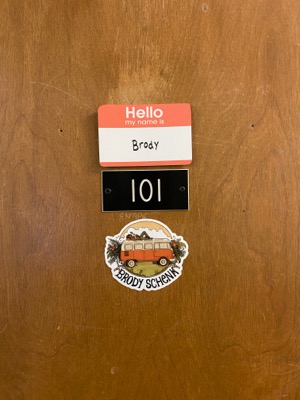 Hello
my name is
Brody
101
BRODY SCHENK